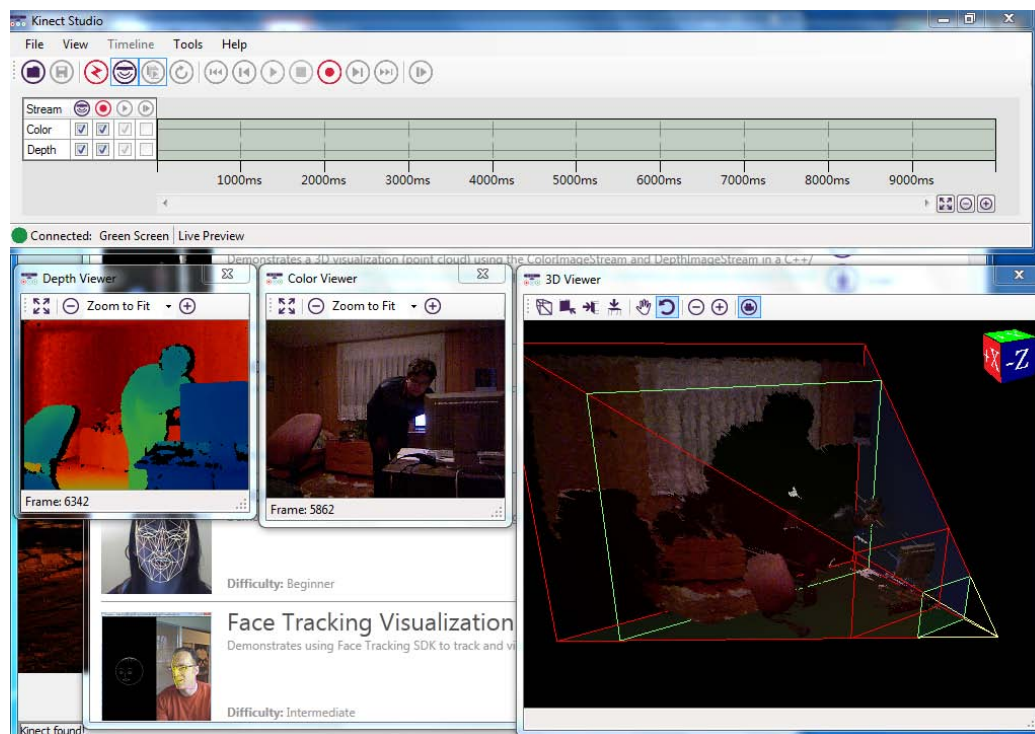 Kinect Studio
File View Timeline Tools Help
Stream
Color
Depth
1000ms 2000ms 3000ms 4000ms 5000ms 6000ms 7000ms 8000ms 9000ms
Connected: Green Screen Live Preview
Demonstrates a 3D visualization (point cloud) using the ColorImageStream and DepthImageStream in a C++/
Depth Viewer
Zoom to Fit
Frame: 6342
Color Viewer
Zoom to Fit
Frame: 5862
3D Viewer
+X -Z
Difficulty: Beginner
Face Tracking Visualization
Demonstrates using Face Tracking SDK to track and vi
Difficulty: Intermediate
Kinect found!